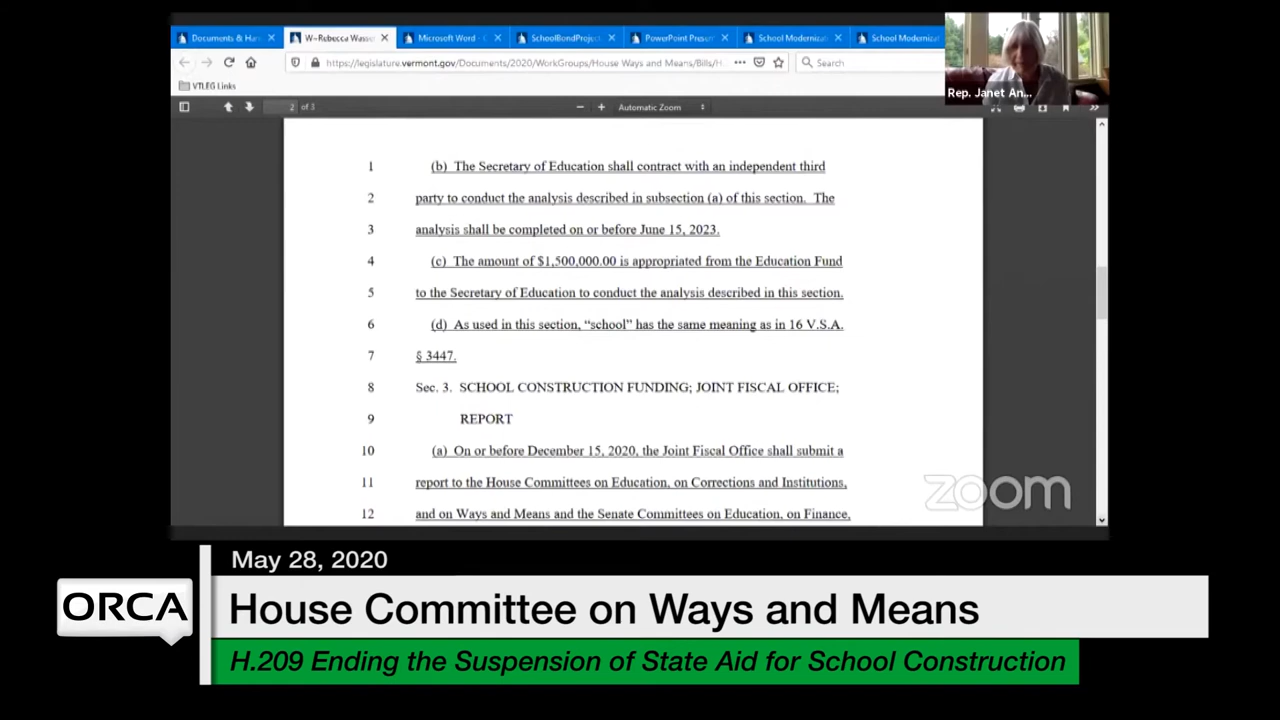 Documents & Han
W~Rebecca Wasse
Microsoft Word -
SchoolBondProject
PowerPoint Present
School Modernizat
School Modernizat
https://legislature.vermont.gov/Documents/2020/WorkGroups/House Ways and Means/Bills/H.
Search
VTLEG Links
2 of 3
Automatic Zoom
Rep. Janet An...
1 (b) The Secretary of Education shall contract with an independent third
2 party to conduct the analysis described in subsection (a) of this section. The
3 analysis shall be completed on or before June 15, 2023.
4 (c) The amount of $1,500,000.00 is appropriated from the Education Fund
5 to the Secretary of Education to conduct the analysis described in this section.
6 (d) As used in this section, “school” has the same meaning as in 16 V.S.A.
7 § 3447.
8 Sec. 3. SCHOOL CONSTRUCTION FUNDING; JOINT FISCAL OFFICE;
9 REPORT
10 (a) On or before December 15, 2020, the Joint Fiscal Office shall submit a
11 report to the House Committees on Education, on Corrections and Institutions,
12 and on Ways and Means and the Senate Committees on Education, on Finance,
zoom
May 28, 2020
ORCA
House Committee on Ways and Means
H.209 Ending the Suspension of State Aid for School Construction